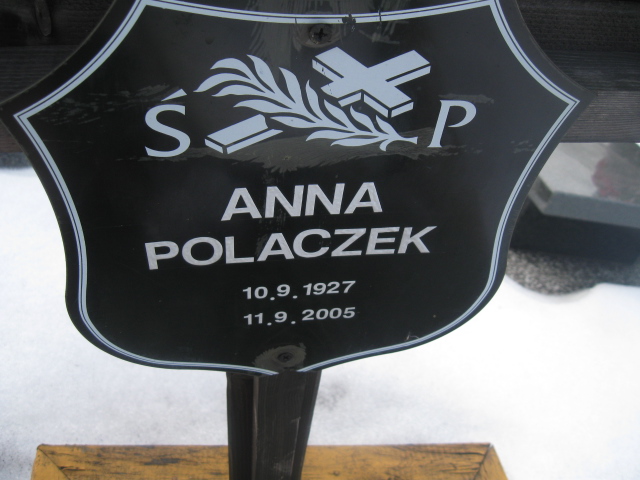 Ś P
ANNA
POLACZEK
10.9.1927
11.9.2005